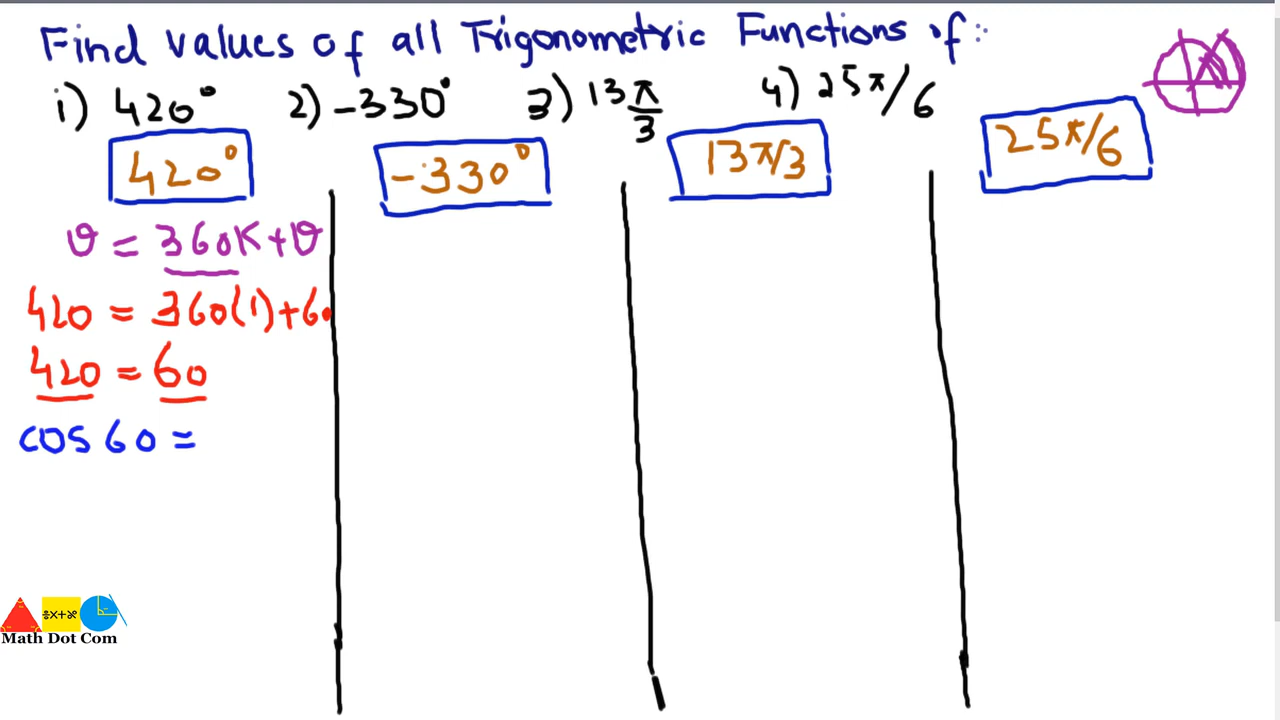 Find values of all Trigonometric Functions of:
i) 420° 2) -330° 3) 13π/3 4) 25π/6
420° -330° 13π/3 25π/6
θ = 360K+θ
420 = 360(1)+60
420 = 60
cos 60 =
÷x+
Math Dot Com